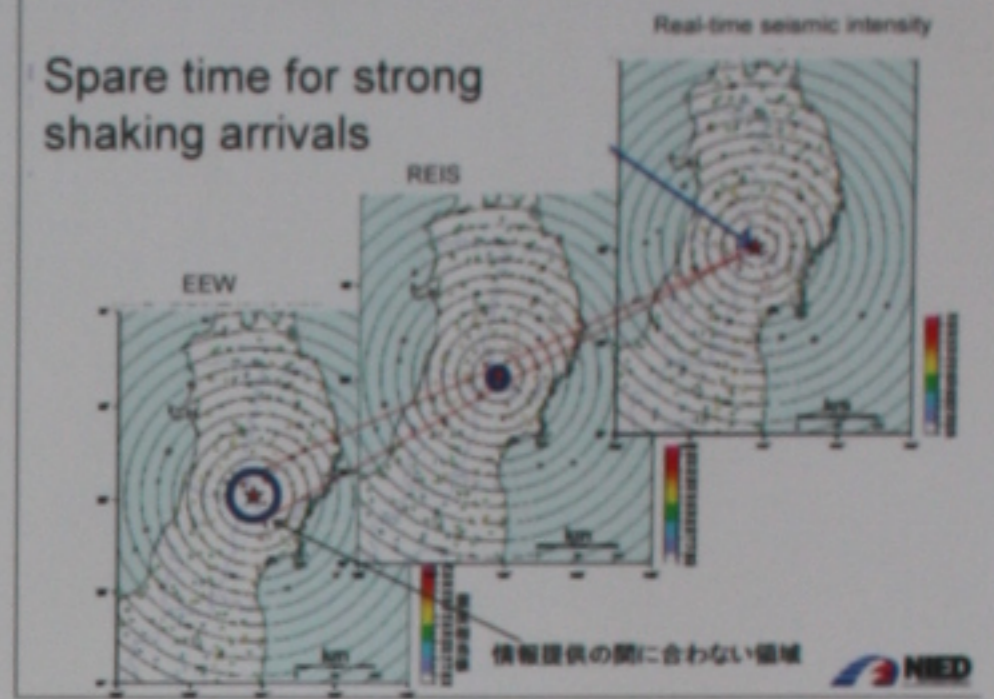 Real-time seismic intensity
Spare time for strong
shaking arrivals
REIS
EEW
km
km
km
情報提供の間に合わない領域
NIED